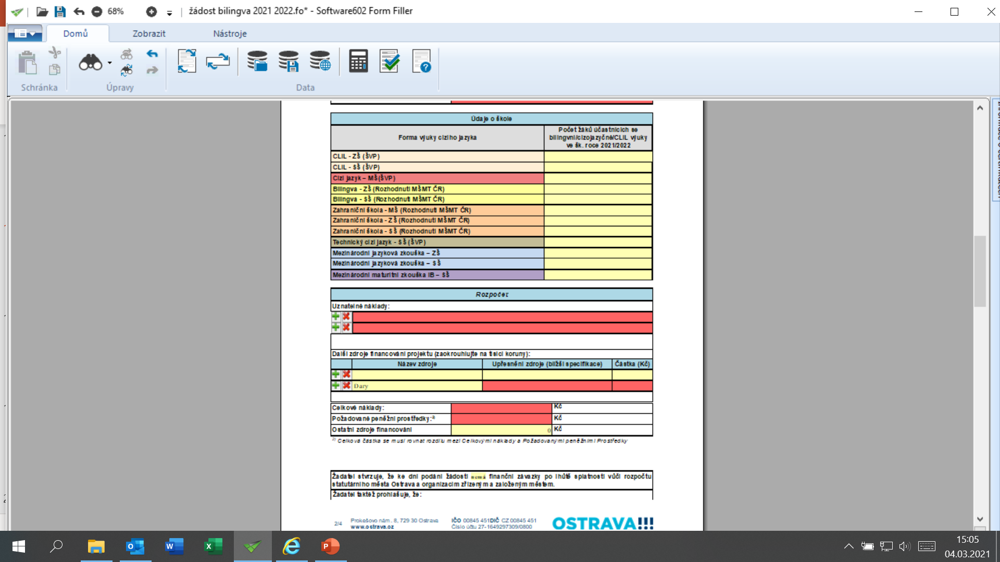 68%
žádost bilingva 2021 2022.fo* - Software602 Form Filler
Domů
Zobrazit
Nástroje
Schránka
Úpravy
Data
Údaje o škole
Forma výuky cizího jazyka
Počet žáků účastnících se
bilingvní/cizojazyčné/CLIL výuky
ve šk. roce 2021/2022
CLIL - ZŠ (ŠVP)
CLIL - SŠ (ŠVP)
Cizí jazyk – MŠ(ŠVP)
Bilingva - ZŠ (Rozhodnutí MŠMT ČR)
Bilingva - SŠ (Rozhodnutí MŠMT ČR)
Zahraniční škola - MŠ (Rozhodnutí MŠMT ČR)
Zahraniční škola - ZŠ (Rozhodnutí MŠMT ČR)
Zahraniční škola - SŠ (Rozhodnutí MŠMT ČR)
Technický cizí jazyk - SŠ (ŠVP)
Mezinárodní jazyková zkouška – ZŠ
Mezinárodní jazyková zkouška – SŠ
Mezinárodní maturitní zkouška IB – SŠ
Rozpočet
Uznatelné náklady:
Další zdroje financování projektu (zaokrouhlujte na tisíci koruny):
Název zdroje
Upřesnění zdroje (bližší specifikace)
Částka (Kč)
Dary
Celkové náklady:
Kč
Požadované peněžní prostředky:²⁾
Kč
Ostatní zdroje financování
0 Kč
²⁾ Celková částka se musí rovnat rozdílu mezi Celkovými náklady a Požadovanými peněžními Prostředky
Žadatel stvrzuje, že ke dni podání žádosti nemá finanční závazky po lhůtě splatnosti vůči rozpočtu
statutárního města Ostrava a organizacím zřízeným a založeným městem.
Žadatel taktéž prohlašuje, že:
2/4
Prokešovo nám. 8, 729 30 Ostrava
www.ostrava.cz
IČO 00845 451DIČ CZ 00845 451
Číslo účtu 27-1649297309/0800
OSTRAVA!!!
15:05
04.03.2021